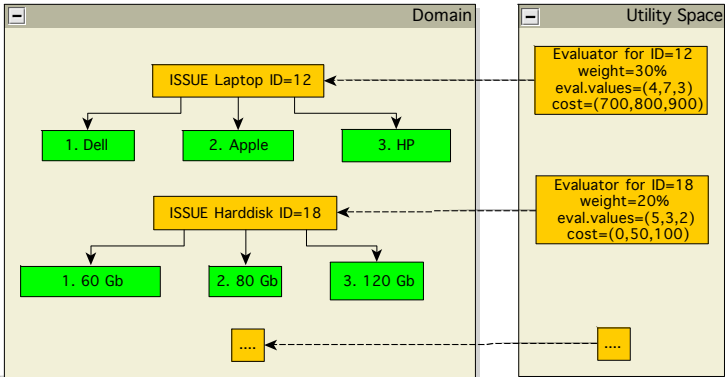 Domain
ISSUE Laptop ID=12
1. Dell
2. Apple
3. HP
ISSUE Harddisk ID=18
1. 60 Gb
2. 80 Gb
3. 120 Gb
....
Utility Space
Evaluator for ID=12
weight=30%
eval.values=(4,7,3)
cost=(700,800,900)
Evaluator for ID=18
weight=20%
eval.values=(5,3,2)
cost=(0,50,100)
....